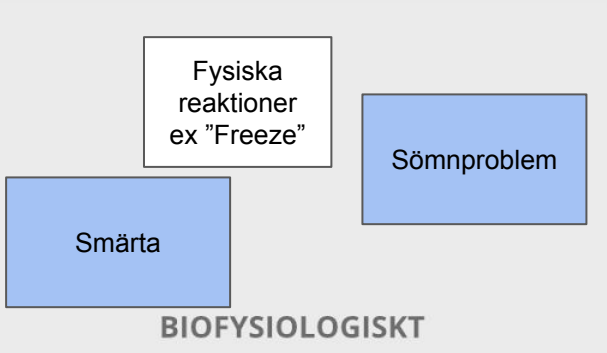 Fysiska
reaktioner
ex ”Freeze”
Sömnproblem
Smärta
BIOFYSIOLOGISKT